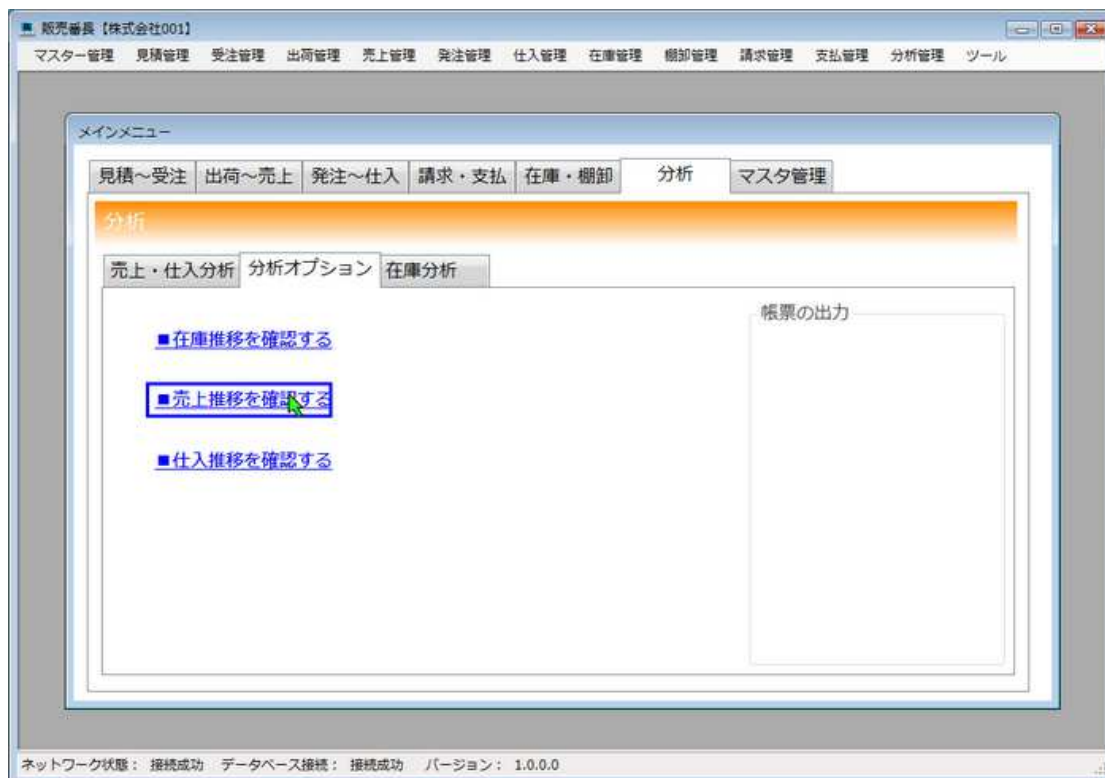 販売番長【株式会社001】
マスター管理 見積管理 受注管理 出荷管理 売上管理 発注管理 仕入管理 在庫管理 棚卸管理 請求管理 支払管理 分析管理 ツール
メインメニュー
見積～受注 出荷～売上 発注～仕入 請求・支払 在庫・棚卸 分析 マスタ管理
分析
売上・仕入分析 分析オプション 在庫分析
帳票の出力
■在庫推移を確認する
■売上推移を確認する
■仕入推移を確認する
ネットワーク状態： 接続成功 データベース接続： 接続成功 バージョン： 1.0.0.0